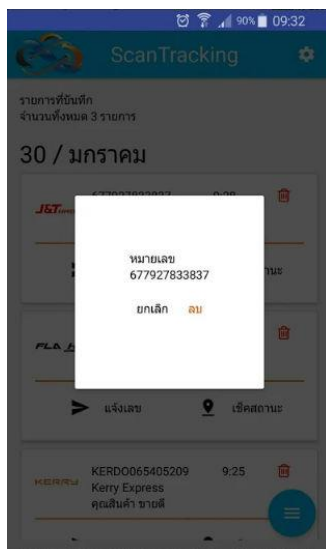 90% 09:32
ScanTracking
รายการที่บันทึก
จำนวนทั้งหมด 3 รายการ
30 / มกราคม
J&T
หมายเลข
677927833837
ยกเลิก ลบ
แจ้งเลข เช็คสถานะ
KERRY
KERDO065405209 9:25
Kerry Express
คุณสินค้า ขายดี